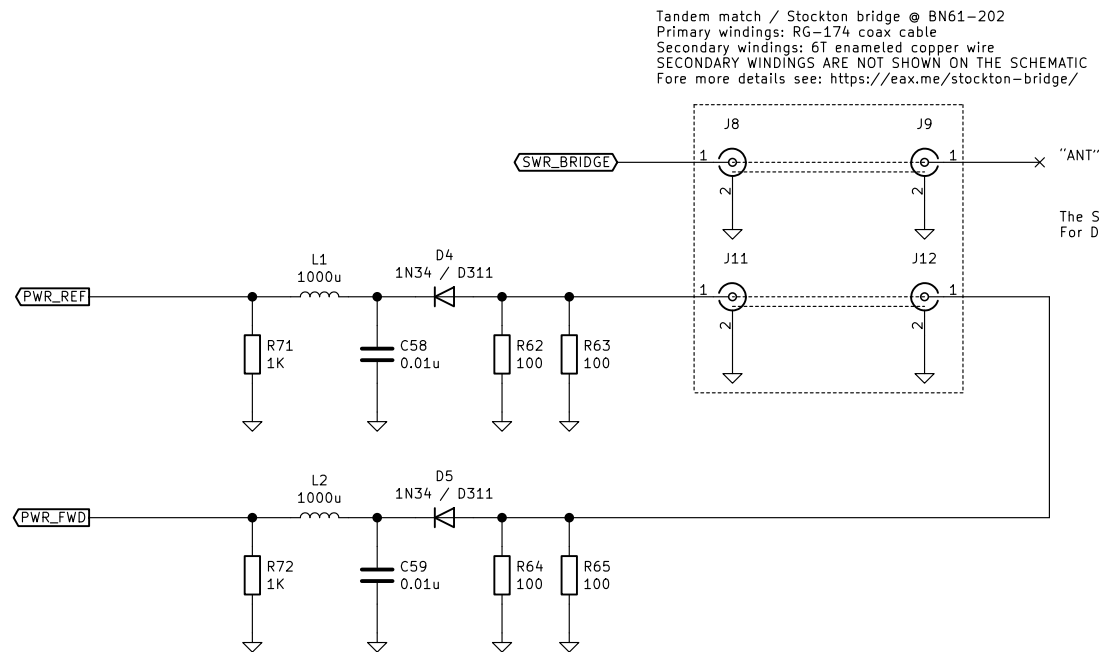 Tandem match / Stockton bridge @ BN61-202
Primary windings: RG-174 coax cable
Secondary windings: 6T enameled copper wire
SECONDARY WINDINGS ARE NOT SHOWN ON THE SCHEMATIC
Fore more details see: https://eax.me/stockton-bridge/
J8
J9
SWR_BRIDGE
1
1
"ANT"
2
2
The S
For D
J11
J12
L1
1000u
D4
1N34 / D311
PWR_REF
1
1
2
2
R71
1K
C58
0.01u
R62
100
R63
100
L2
1000u
D5
1N34 / D311
PWR_FWD
R72
1K
C59
0.01u
R64
100
R65
100